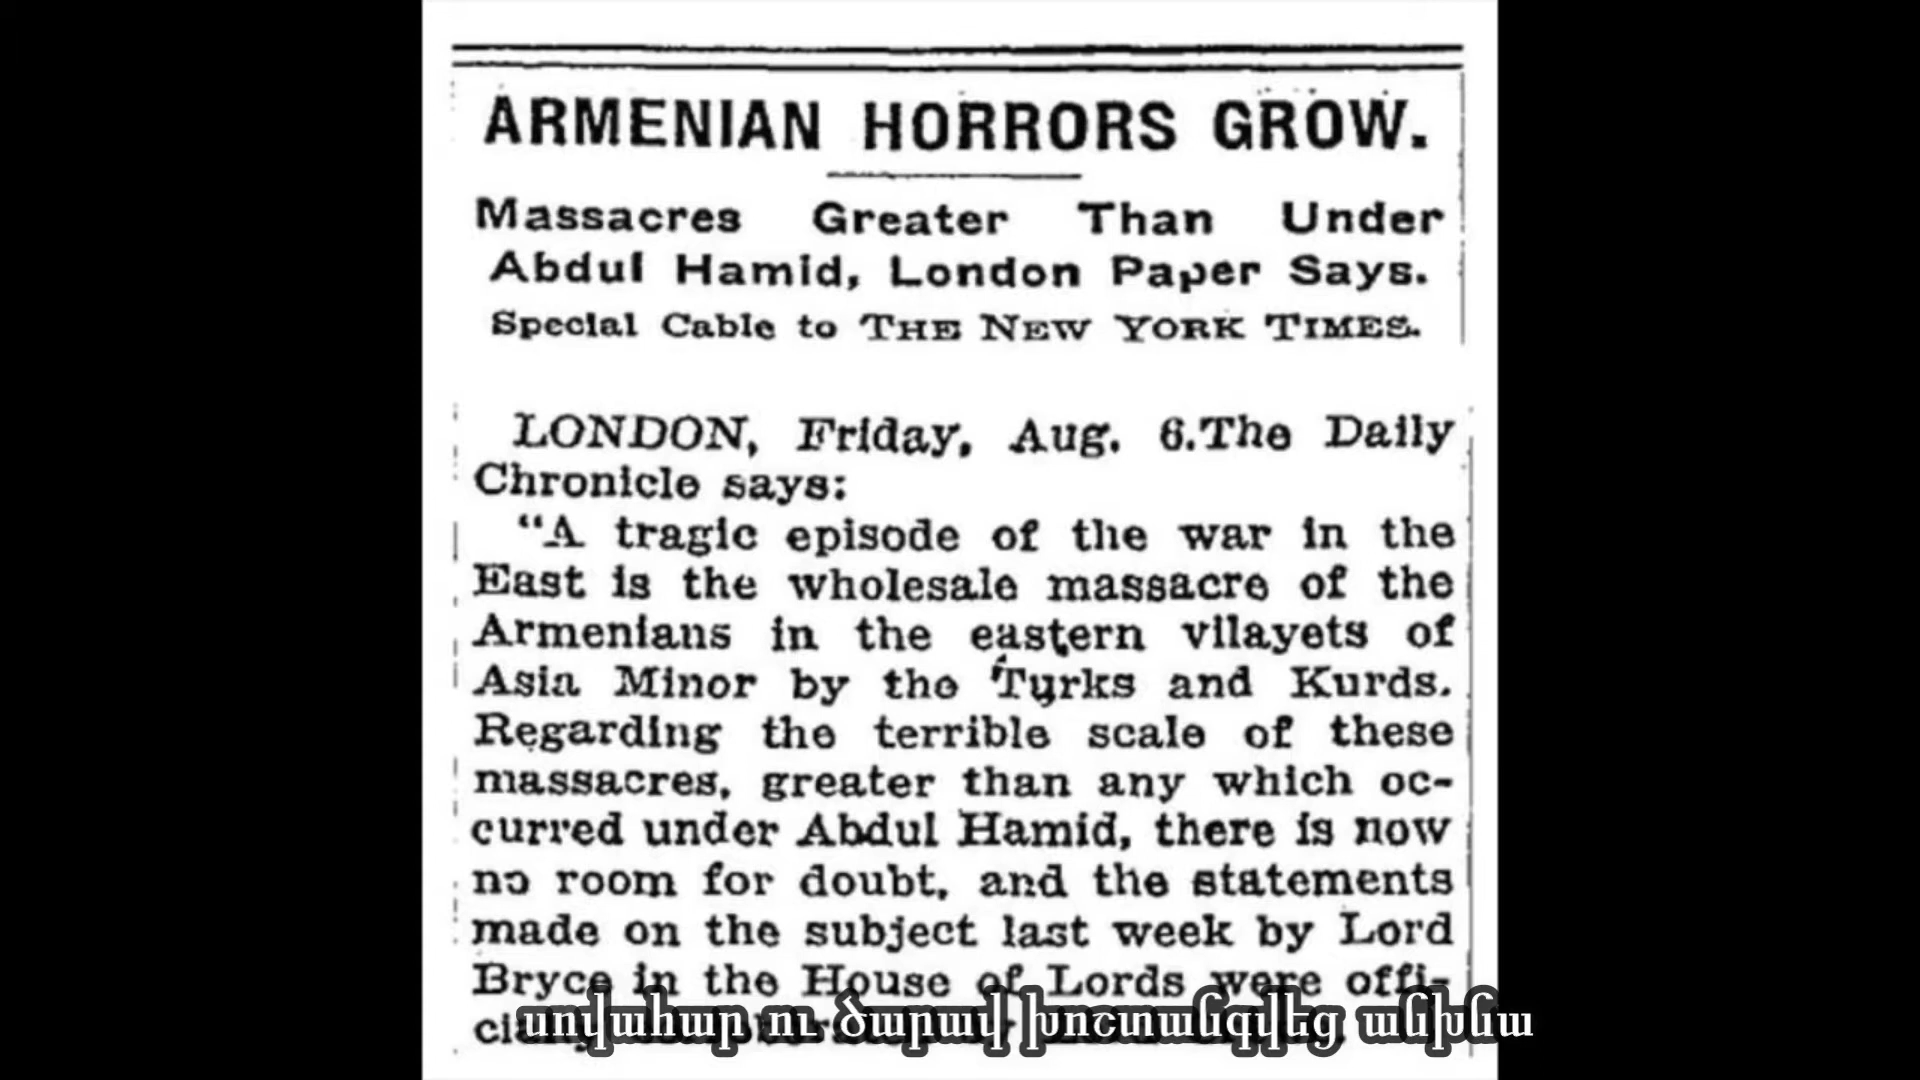 ARMENIAN HORRORS GROW.
Massacres Greater Than Under
Abdul Hamid, London Paper Says.
Special Cable to THE NEW YORK TIMES.
LONDON, Friday, Aug. 6.The Daily
Chronicle says:
"A tragic episode of the war in the
East is the wholesale massacre of the
Armenians in the eastern vilayets of
Asia Minor by the Turks and Kurds.
Regarding the terrible scale of these
massacres, greater than any which oc-
curred under Abdul Hamid, there is now
no room for doubt, and the statements
made on the subject last week by Lord
Bryce in the House of Lords were offi-
սովահար ու ծարավ խոշտանգվեց անխնա